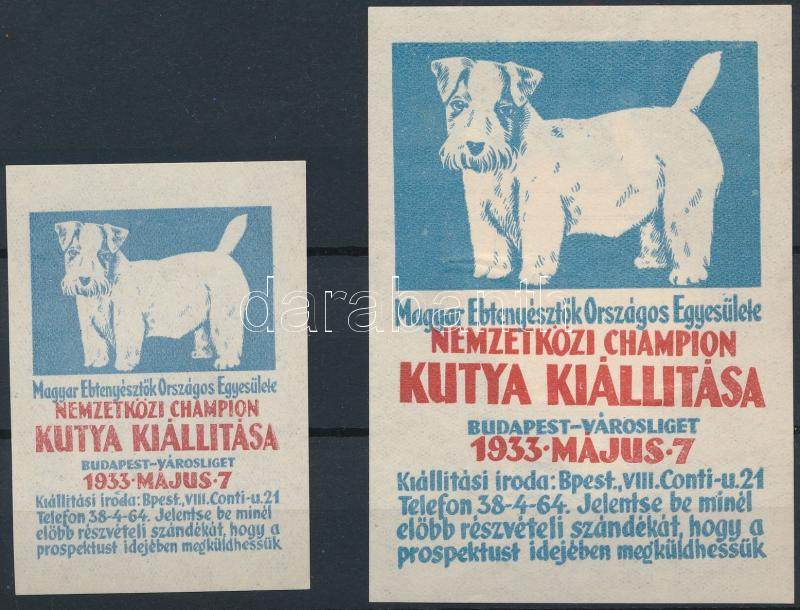 Magyar Ebtenyésztők Országos Egyesülete
NEMZETKÖZI CHAMPION
KUTYA KIÁLLITÁSA
BUDAPEST-VÁROSLIGET
1933·MÁJUS·7
Kiállitási iroda: Bpest, VIII. Conti-u. 21
Telefon 38-4-64. Jelentse be minél
előbb részvételi szándékát, hogy a
prospektust idejében megküldhessük
Magyar Ebtenyésztők Országos Egyesülete
NEMZETKÖZI CHAMPION
KUTYA KIÁLLITÁSA
BUDAPEST-VÁROSLIGET
1933·MÁJUS·7
Kiállitási iroda: Bpest, VIII. Conti-u. 21
Telefon 38-4-64. Jelentse be minél
előbb részvételi szándékát, hogy a
prospektust idejében megküldhessük
darabanth